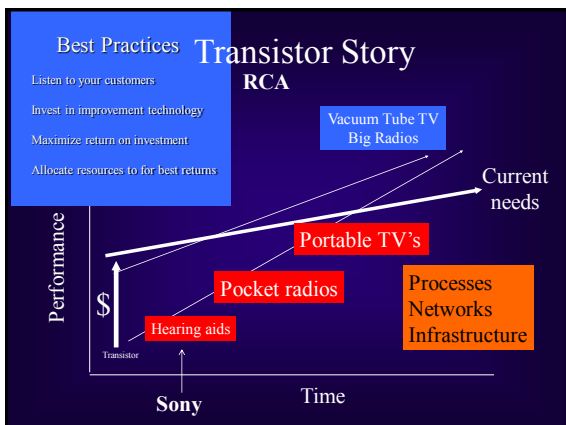 Best Practices
Transistor Story
RCA
Listen to your customers
Invest in improvement technology
Maximize return on investment
Allocate resources to for best returns
Vacuum Tube TV
Big Radios
Current
needs
Portable TV's
Pocket radios
Hearing aids
Processes
Networks
Infrastructure
Performance
$
Transistor
Time
Sony